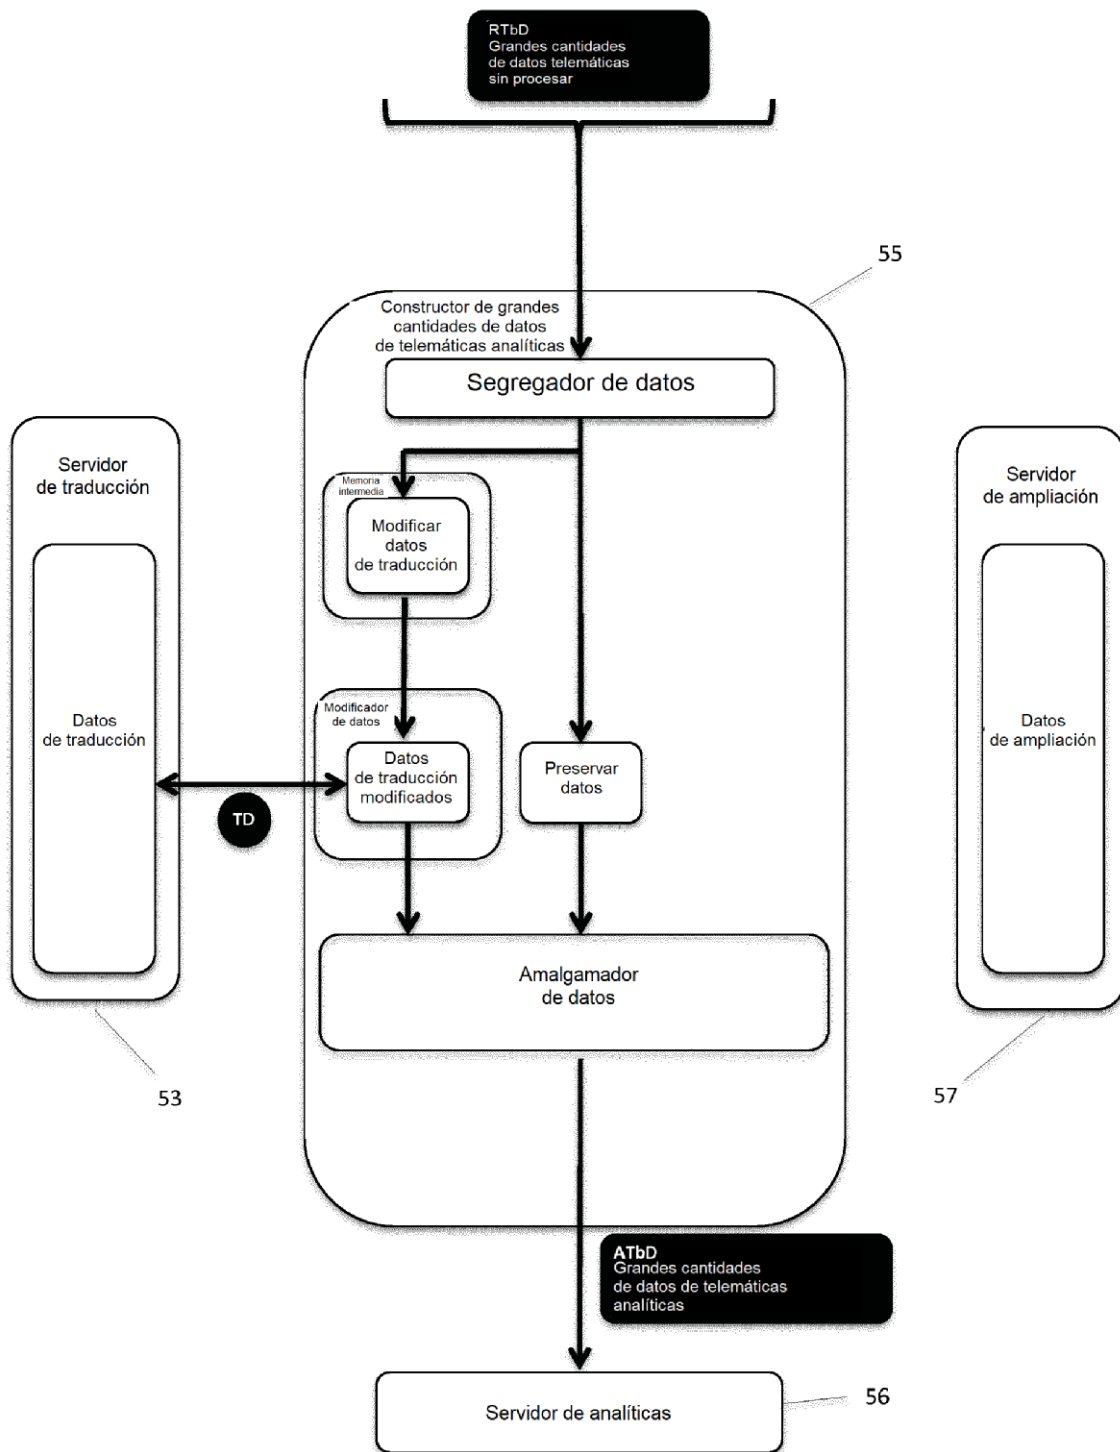 RTbD
Grandes cantidades
de datos telemáticas
sin procesar
55
Constructor de grandes
cantidades de datos
de telemáticas analíticas
Segregador de datos
Servidor
de traducción
Memoria
intermedia
Modificar
datos
de traducción
Servidor
de ampliación
Modificador
de datos
Datos
de traducción
Datos
de traducción
modificados
Preservar
datos
Datos
de ampliación
TD
Amalgamador
de datos
53
57
ATbD
Grandes cantidades
de datos de telemáticas
analíticas
Servidor de analíticas
56